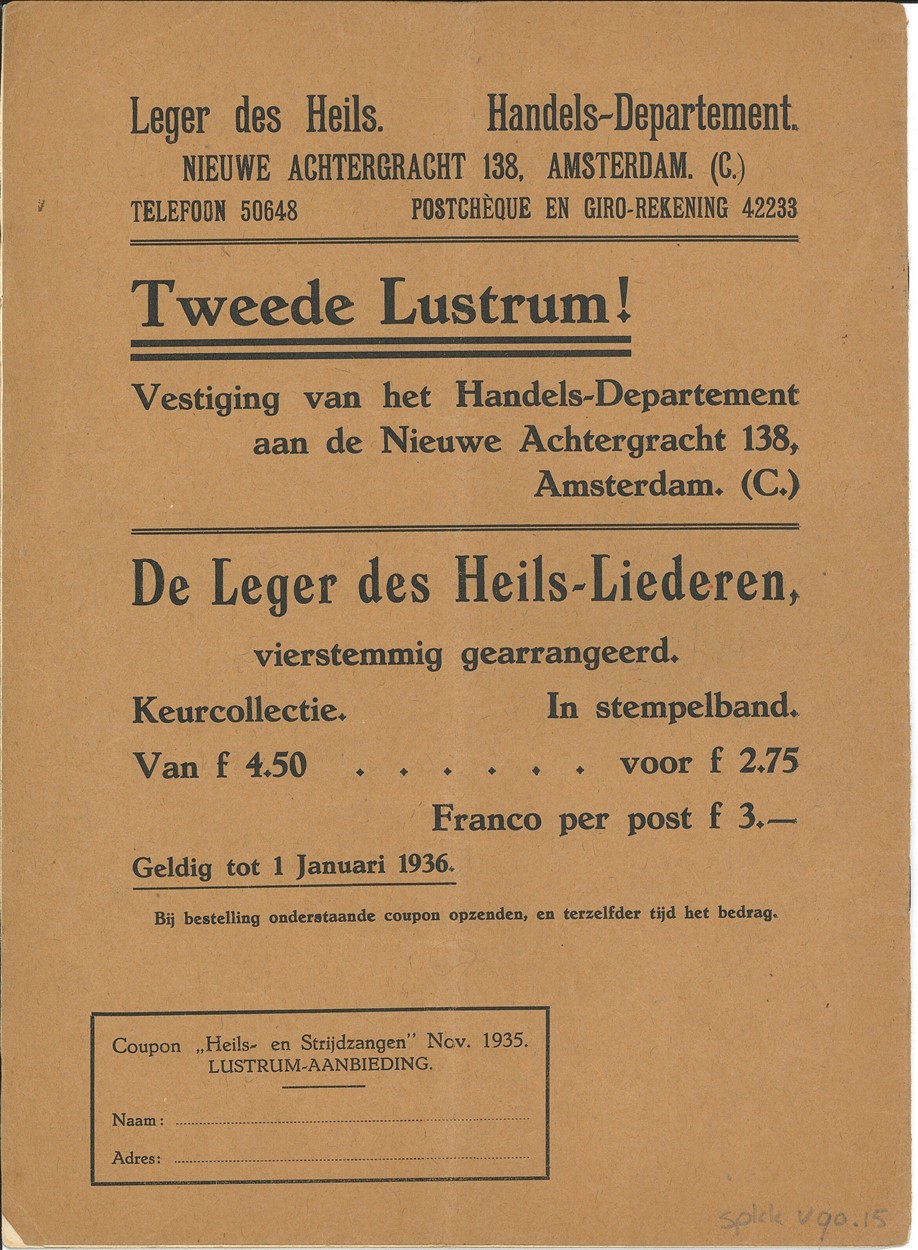 Leger des Heils. Handels-Departement.
NIEUWE ACHTERGRACHT 138, AMSTERDAM. (C.)
TELEFOON 50648 POSTCHÈQUE EN GIRO-REKENING 42233
Tweede Lustrum!
Vestiging van het Handels-Departement
aan de Nieuwe Achtergracht 138,
Amsterdam. (C.)
De Leger des Heils-Liederen,
vierstemmig gearrangeerd.
Keurcollectie. In stempelband.
Van f 4.50 . . . . . . voor f 2.75
Franco per post f 3.—
Geldig tot 1 Januari 1936.
Bij bestelling onderstaande coupon opzenden, en terzelfder tijd het bedrag.
Coupon „Heils- en Strijdzangen” Nov. 1935.
LUSTRUM-AANBIEDING.
Naam:
Adres: